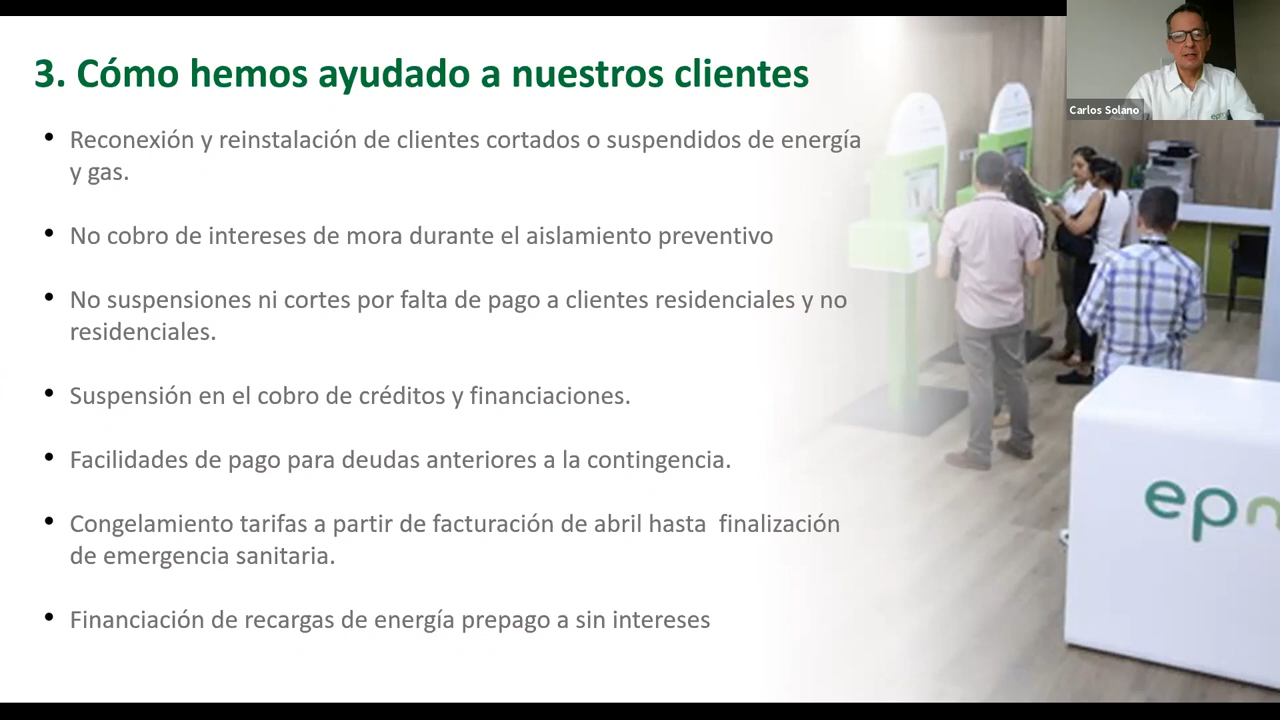 3. Cómo hemos ayudado a nuestros clientes
Carlos Solano
Reconexión y reinstalación de clientes cortados o suspendidos de energía
y gas.
No cobro de intereses de mora durante el aislamiento preventivo
No suspensiones ni cortes por falta de pago a clientes residenciales y no
residenciales.
Suspensión en el cobro de créditos y financiaciones.
Facilidades de pago para deudas anteriores a la contingencia.
Congelamiento tarifas a partir de facturación de abril hasta  finalización
de emergencia sanitaria.
Financiación de recargas de energía prepago a sin intereses